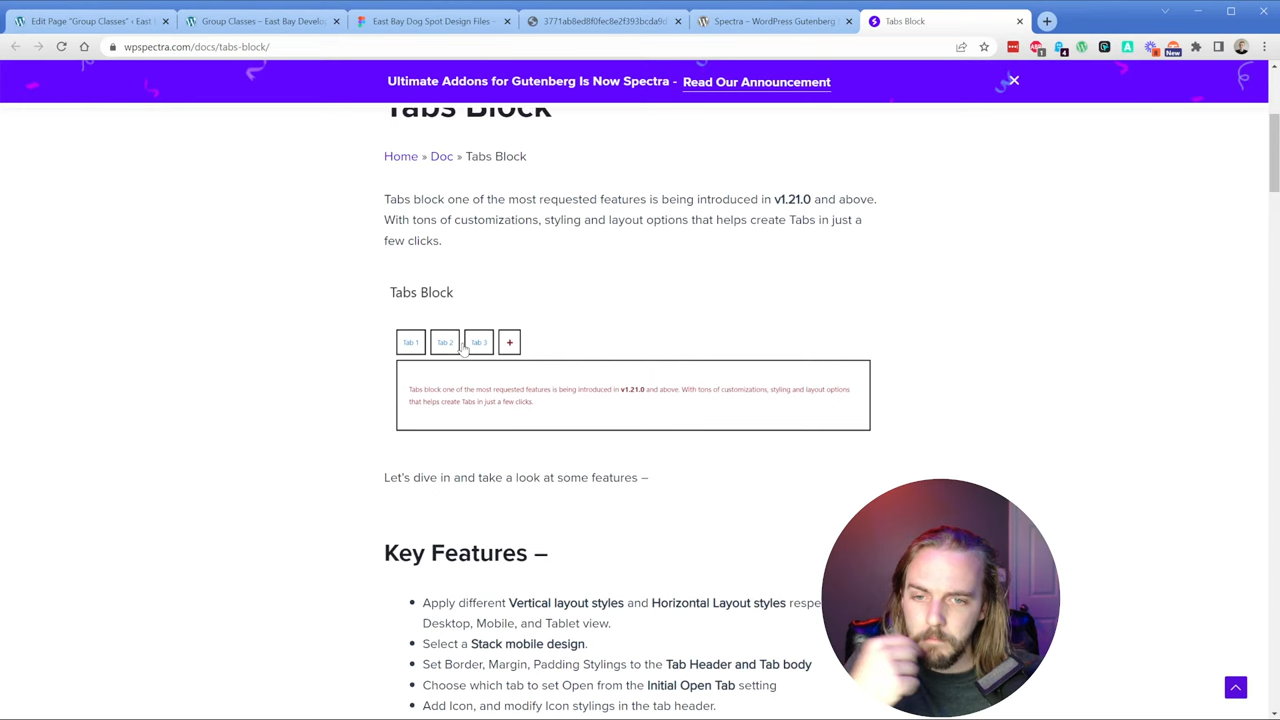 Edit Page "Group Classes" ‹ East
Group Classes – East Bay Develo
East Bay Dog Spot Design Files -
3771ab8ed8f0fec8e2f393bcda9d
Spectra – WordPress Gutenberg
Tabs Block
wpspectra.com/docs/tabs-block/
New
Ultimate Addons for Gutenberg Is Now Spectra - Read Our Announcement
Tabs Block
Home » Doc » Tabs Block
Tabs block one of the most requested features is being introduced in v1.21.0 and above.
With tons of customizations, styling and layout options that helps create Tabs in just a
few clicks.
Tabs Block
Tab 1 Tab 2 Tab 3 +
Tabs block one of the most requested features is being introduced in v1.21.0 and above. With tons of customizations, styling and layout options
that helps create Tabs in just a few clicks.
Let's dive in and take a look at some features –
Key Features –
Apply different Vertical layout styles and Horizontal Layout styles respe
Desktop, Mobile, and Tablet view.
Select a Stack mobile design.
Set Border, Margin, Padding Stylings to the Tab Header and Tab body
Choose which tab to set Open from the Initial Open Tab setting
Add Icon, and modify Icon stylings in the tab header.